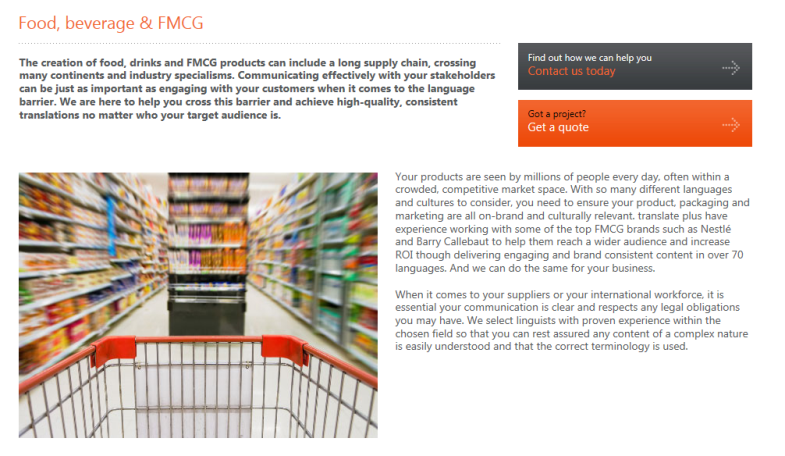 Food, beverage & FMCG
The creation of food, drinks and FMCG products can include a long supply chain, crossing
many continents and industry specialisms. Communicating effectively with your stakeholders
can be just as important as engaging with your customers when it comes to the language
barrier. We are here to help you cross this barrier and achieve high-quality, consistent
translations no matter who your target audience is.
Find out how we can help you
Contact us today
Got a project?
Get a quote
Your products are seen by millions of people every day, often within a
crowded, competitive market space. With so many different languages
and cultures to consider, you need to ensure your product, packaging and
marketing are all on-brand and culturally relevant. translate plus have
experience working with some of the top FMCG brands such as Nestlé
and Barry Callebaut to help them reach a wider audience and increase
ROI though delivering engaging and brand consistent content in over 70
languages. And we can do the same for your business.
When it comes to your suppliers or your international workforce, it is
essential your communication is clear and respects any legal obligations
you may have. We select linguists with proven experience within the
chosen field so that you can rest assured any content of a complex nature
is easily understood and that the correct terminology is used.